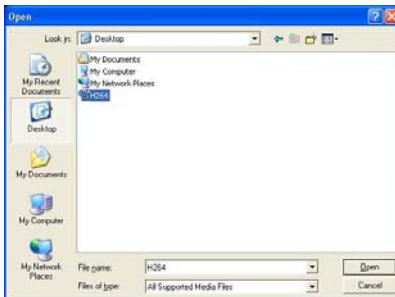 Open
Look in:
Desktop
My Documents
My Computer
My Network Places
H264
My Recent
Documents
Desktop
My Documents
My Computer
My Network
Places
File name:
H264
Open
Files of type:
All Supported Media Files
Cancel